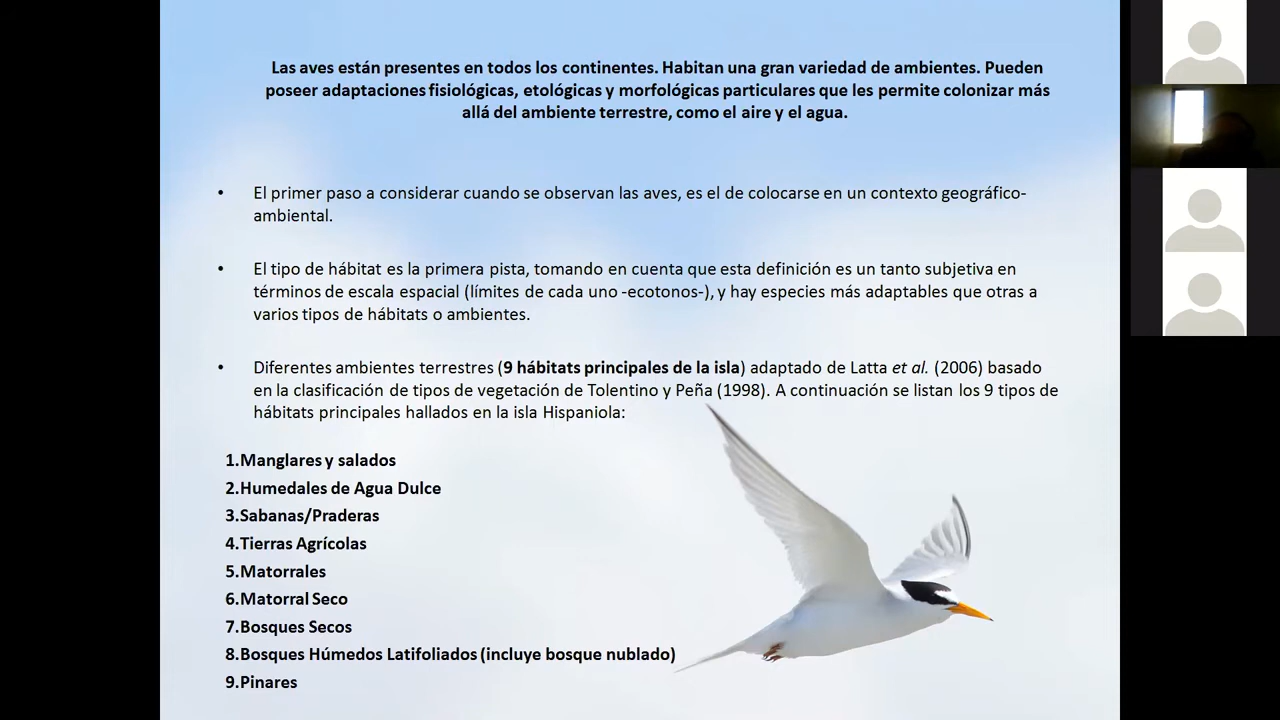 Las aves están presentes en todos los continentes. Habitan una gran variedad de ambientes. Pueden
poseer adaptaciones fisiológicas, etológicas y morfológicas particulares que les permite colonizar más
allá del ambiente terrestre, como el aire y el agua.
• El primer paso a considerar cuando se observan las aves, es el de colocarse en un contexto geográfico-
ambiental.
• El tipo de hábitat es la primera pista, tomando en cuenta que esta definición es un tanto subjetiva en
términos de escala espacial (límites de cada uno -ecotonos-), y hay especies más adaptables que otras a
varios tipos de hábitats o ambientes.
• Diferentes ambientes terrestres (9 hábitats principales de la isla) adaptado de Latta et al. (2006) basado
en la clasificación de tipos de vegetación de Tolentino y Peña (1998). A continuación se listan los 9 tipos de
hábitats principales hallados en la isla Hispaniola:
1.Manglares y salados
2.Humedales de Agua Dulce
3.Sabanas/Praderas
4.Tierras Agrícolas
5.Matorrales
6.Matorral Seco
7.Bosques Secos
8.Bosques Húmedos Latifoliados (incluye bosque nublado)
9.Pinares